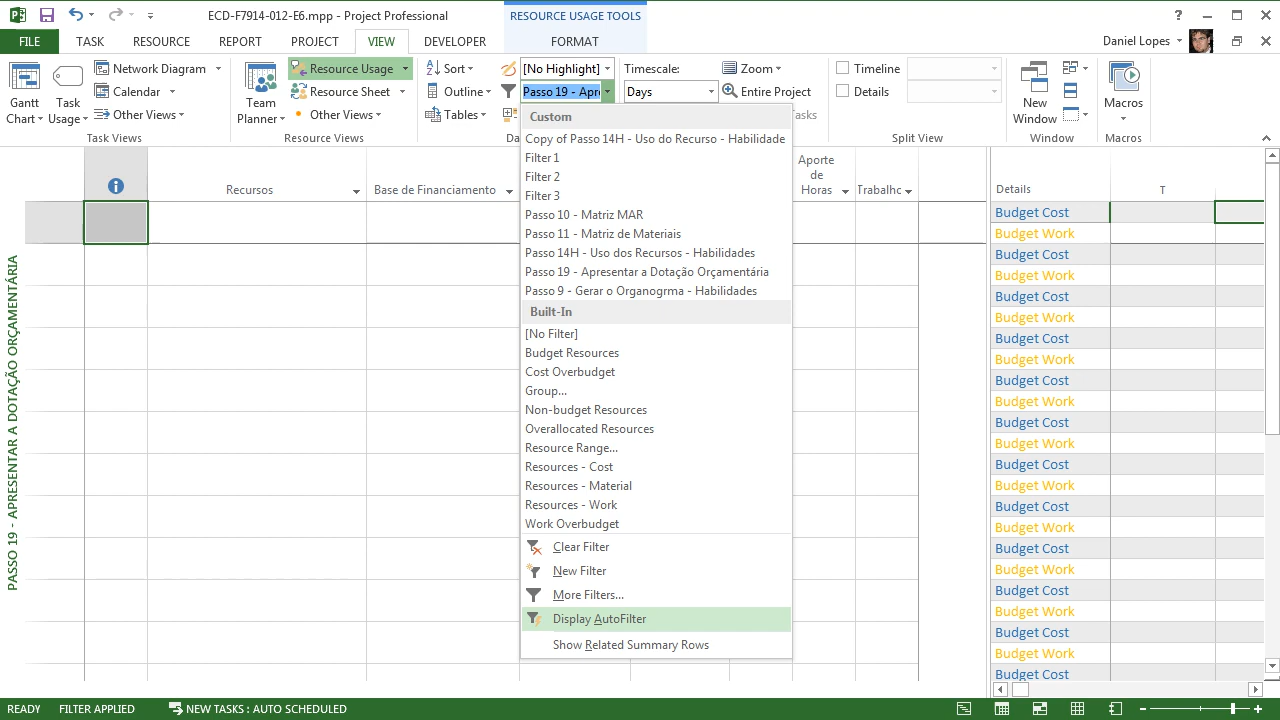 ECD-F7914-012-E6.mpp - Project Professional
RESOURCE USAGE TOOLS
FILE
TASK
RESOURCE
REPORT
PROJECT
VIEW
DEVELOPER
FORMAT
Daniel Lopes
Gantt Chart
Task Usage
Network Diagram
Calendar
Other Views
Task Views
Team Planner
Resource Usage
Resource Sheet
Other Views
Resource Views
Sort
Outline
Tables
[No Highlight]
Passo 19 - Apr
Da
Timescale:
Days
Zoom
Entire Project
asks
Timeline
Details
Split View
New Window
Window
Macros
Macros
Custom
Copy of Passo 14H - Uso do Recurso - Habilidade
Filter 1
Filter 2
Filter 3
Passo 10 - Matriz MAR
Passo 11 - Matriz de Materiais
Passo 14H - Uso dos Recursos - Habilidades
Passo 19 - Apresentar a Dotação Orçamentária
Passo 9 - Gerar o Organogrma - Habilidades
Built-In
[No Filter]
Budget Resources
Cost Overbudget
Group...
Non-budget Resources
Overallocated Resources
Resource Range...
Resources - Cost
Resources - Material
Resources - Work
Work Overbudget
Clear Filter
New Filter
More Filters...
Display AutoFilter
Show Related Summary Rows
PASSO 19 - APRESENTAR A DOTAÇÃO ORÇAMENTÁRIA
Recursos
Base de Financiamento
Aporte de Horas
Trabalhc
Details
T
Budget Cost
Budget Work
Budget Cost
Budget Work
Budget Cost
Budget Work
Budget Cost
Budget Work
Budget Cost
Budget Work
Budget Cost
Budget Work
Budget Cost
Budget Work
Budget Cost
Budget Work
Budget Cost
Budget Work
Budget Cost
Budget Work
Budget Cost
Budget Work
Budget Cost
READY
FILTER APPLIED
NEW TASKS : AUTO SCHEDULED